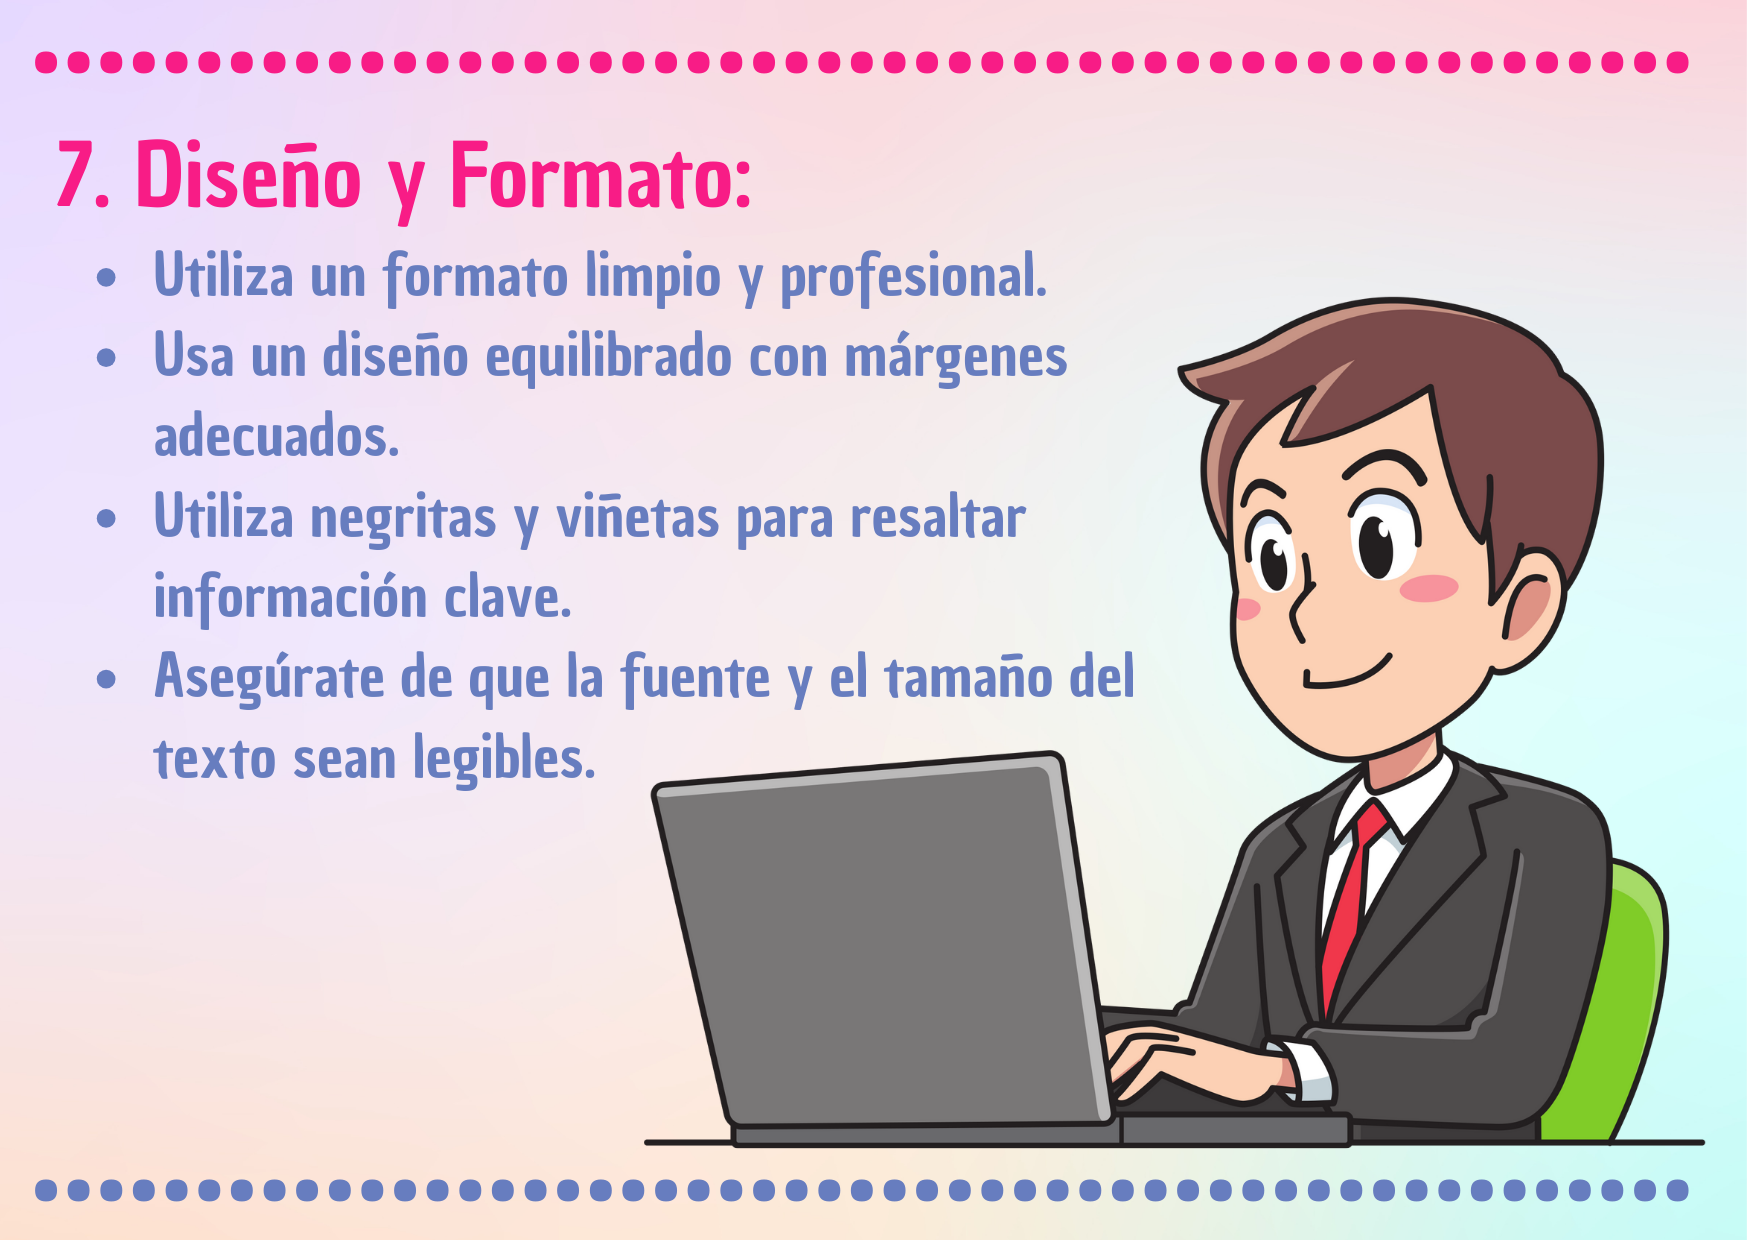 7. Diseño y Formato:
• Utiliza un formato limpio y profesional.
• Usa un diseño equilibrado con márgenes
adecuados.
• Utiliza negritas y viñetas para resaltar
información clave.
• Asegúrate de que la fuente y el tamaño del
texto sean legibles.